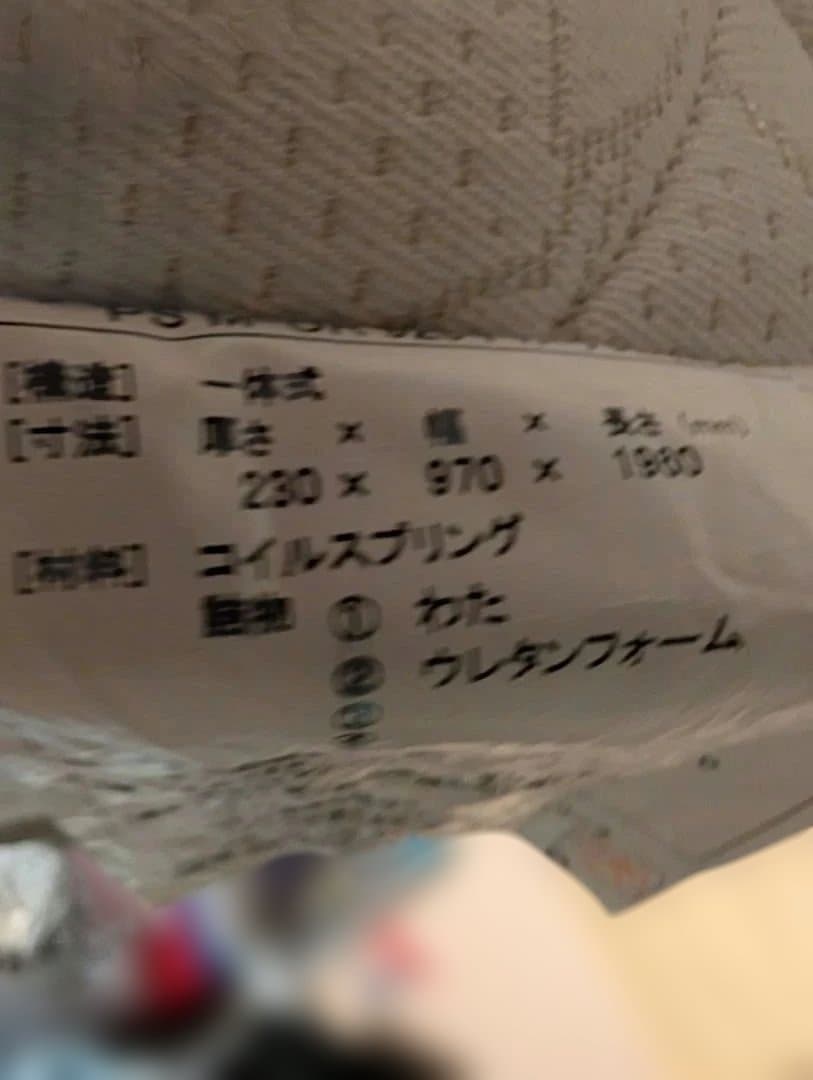 [構造] 一体式
[寸法] 厚さ × 幅 × 長さ (mm)
230 × 970 × 1960
[材料] コイルスプリング
詰物 ① わた
② ウレタンフォーム
③